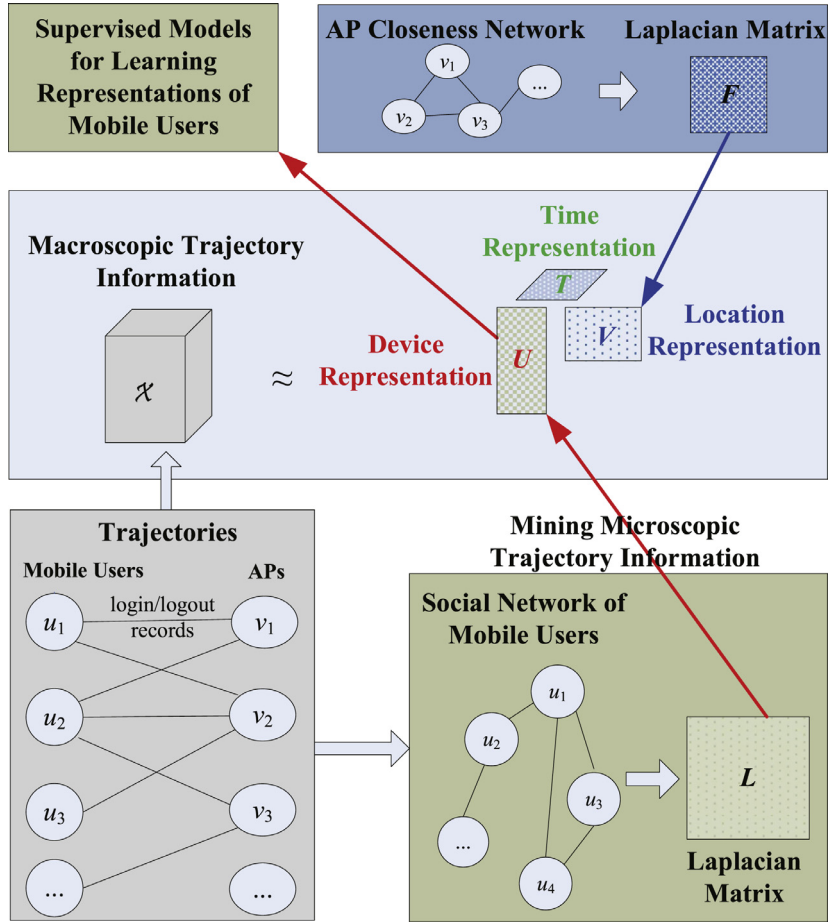 Supervised Models
for Learning
Representations of
Mobile Users
AP Closeness Network
v1
v2
v3
...
Laplacian Matrix
F
Macroscopic Trajectory
Information
𝒳
≈
Time
Representation
T
Device
Representation
U
V
Location
Representation
Trajectories
Mobile Users
APs
login/logout
records
u1
v1
u2
v2
u3
v3
...
...
Mining Microscopic
Trajectory Information
Social Network of
Mobile Users
u1
u2
u3
...
u4
L
Laplacian
Matrix